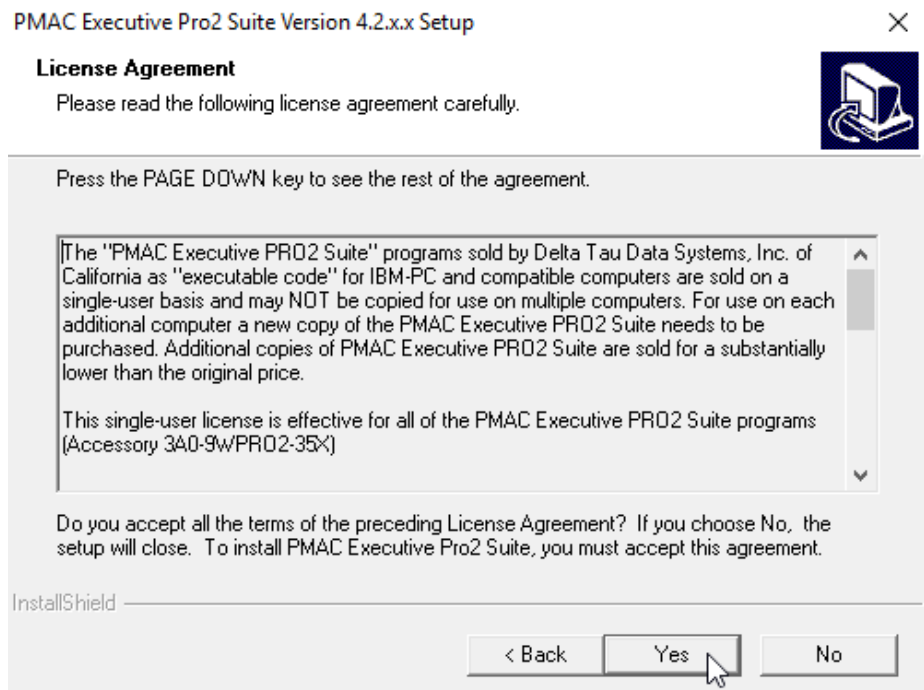 PMAC Executive Pro2 Suite Version 4.2.x.x Setup
License Agreement
Please read the following license agreement carefully.
Press the PAGE DOWN key to see the rest of the agreement.
The "PMAC Executive PRO2 Suite" programs sold by Delta Tau Data Systems, Inc. of
California as "executable code" for IBM-PC and compatible computers are sold on a
single-user basis and may NOT be copied for use on multiple computers. For use on each
additional computer a new copy of the PMAC Executive PRO2 Suite needs to be
purchased. Additional copies of PMAC Executive PRO2 Suite are sold for a substantially
lower than the original price.
This single-user license is effective for all of the PMAC Executive PRO2 Suite programs
(Accessory 3A0-9WPRO2-35X)
Do you accept all the terms of the preceding License Agreement?  If you choose No,  the
setup will close.  To install PMAC Executive Pro2 Suite, you must accept this agreement.
InstallShield
< Back
Yes
No